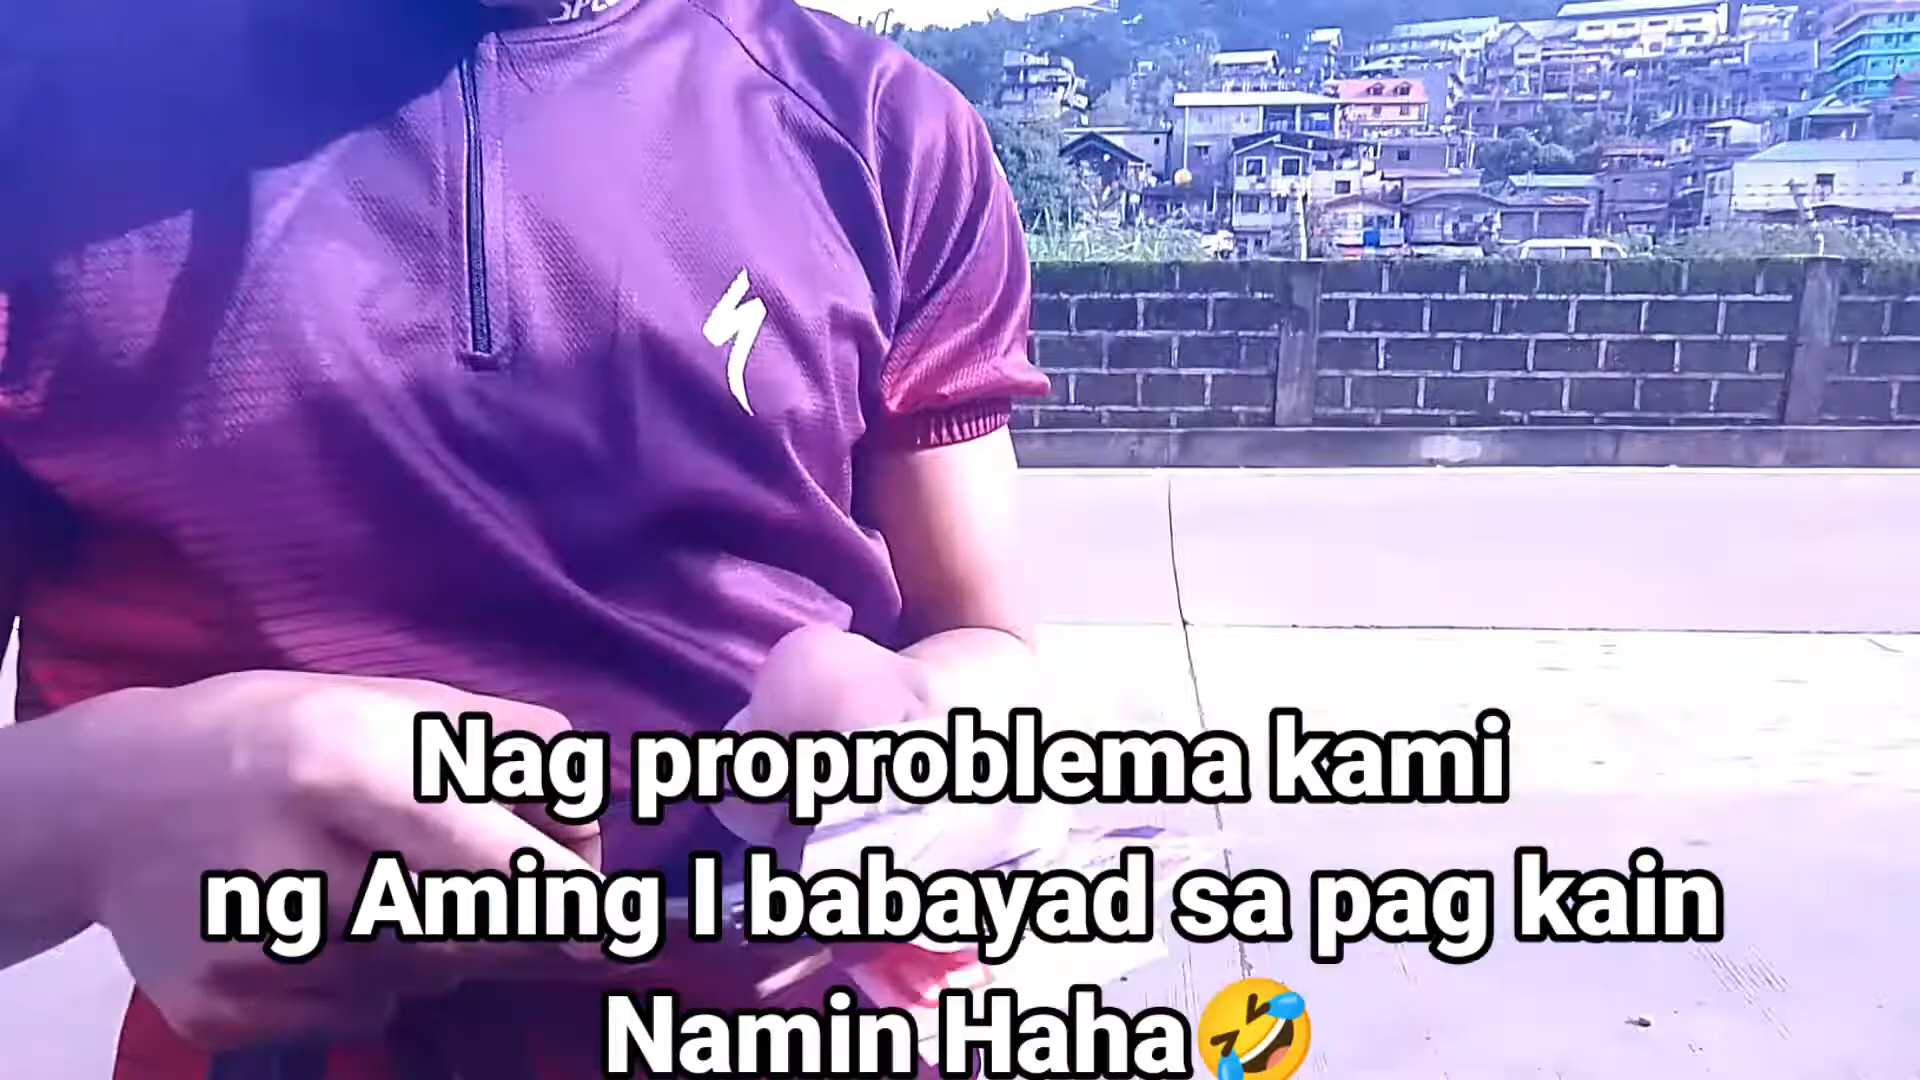 Nag proproblema kami
ng Aming I babayad sa pag kain
Namin Haha🤣